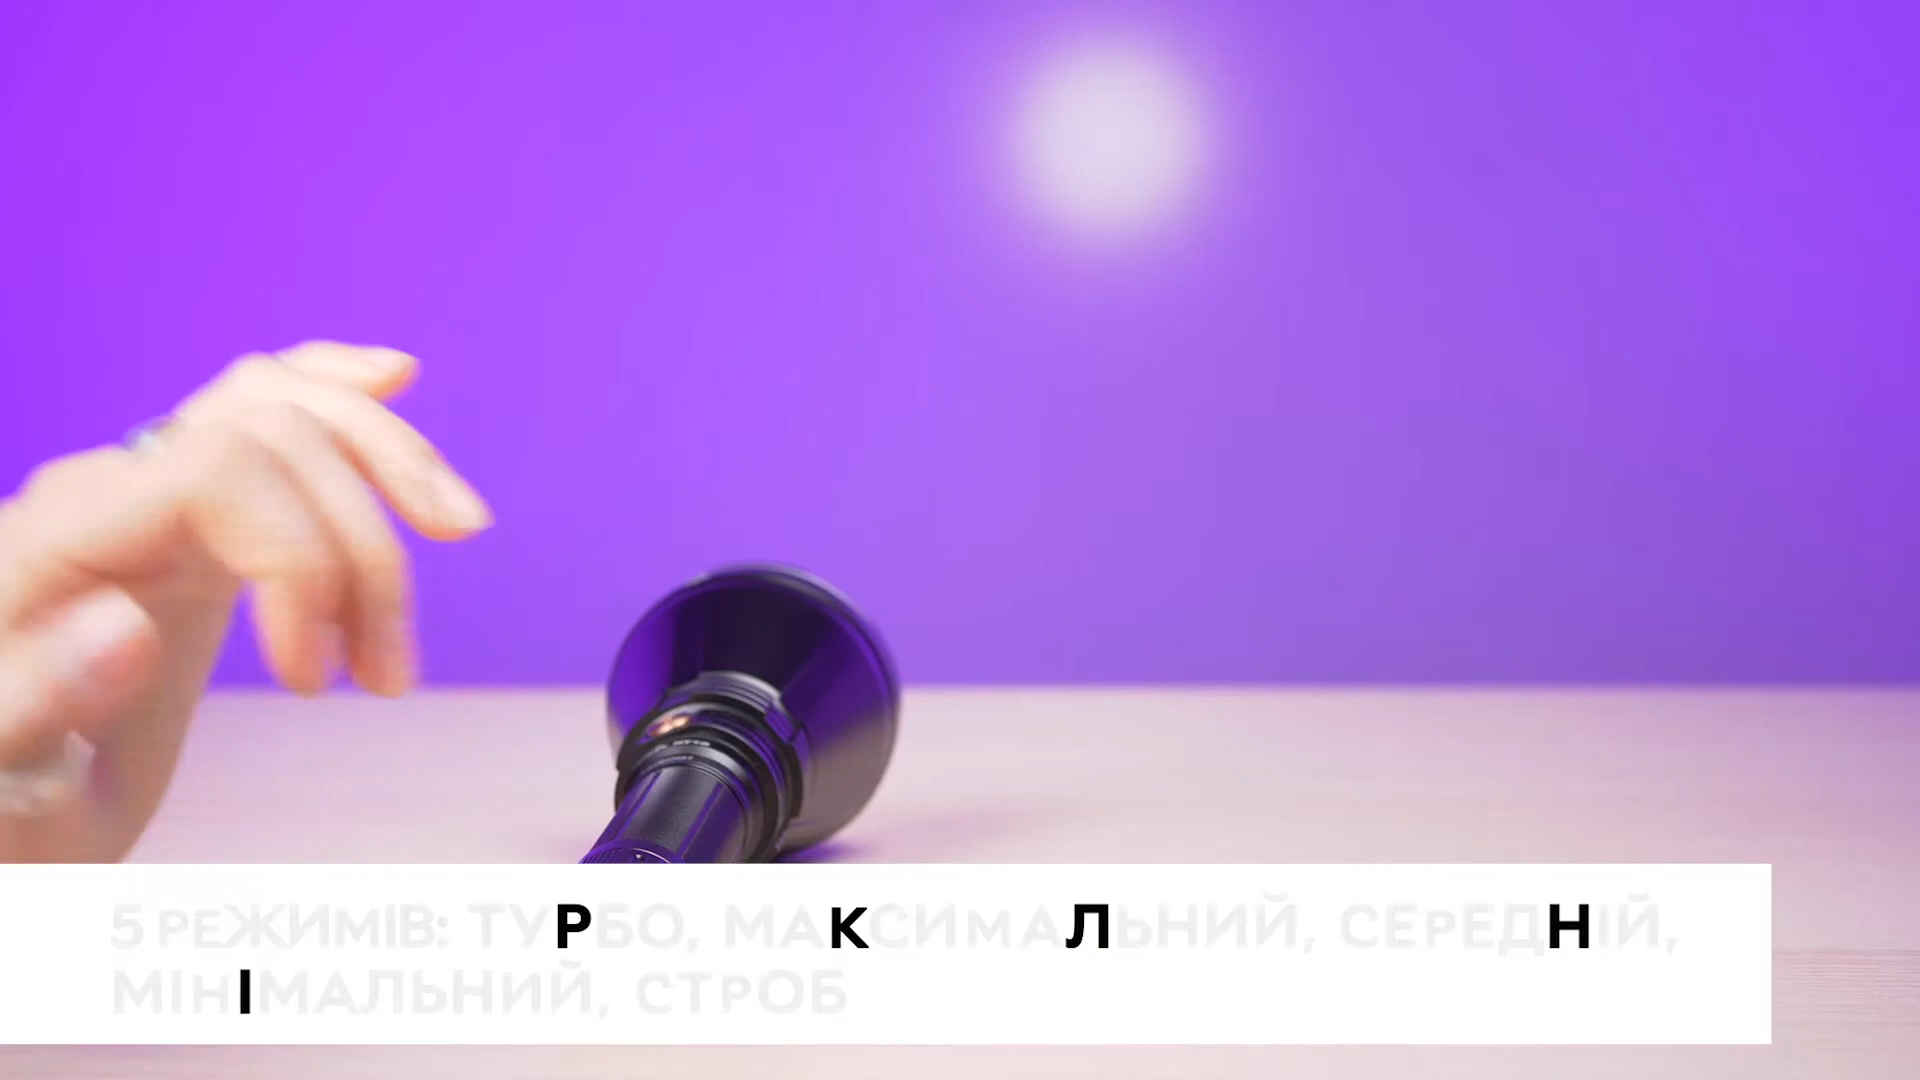 5 РЕЖИМІВ: ТУРБО, МАКСИМАЛЬНИЙ, СЕРЕДНІЙ,
МІНІМАЛЬНИЙ, СТРОБ